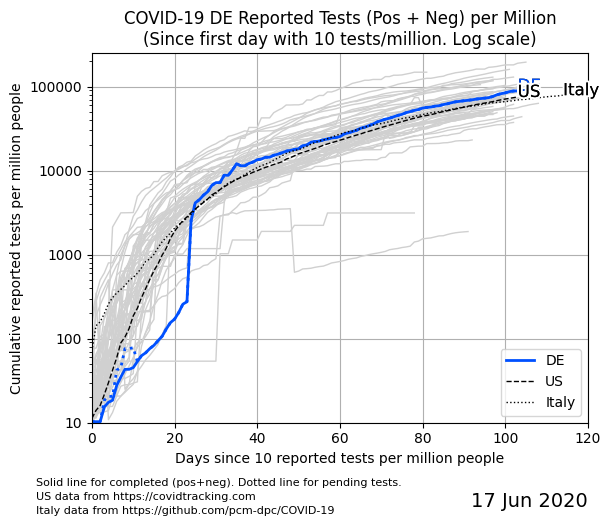 COVID-19 DE Reported Tests (Pos + Neg) per Million
(Since first day with 10 tests/million. Log scale)
Cumulative reported tests per million people
100000
10000
1000
100
10
DE
US
Italy
DE
US
Italy
0 20 40 60 80 100 120
Days since 10 reported tests per million people
Solid line for completed (pos+neg). Dotted line for pending tests.
US data from https://covidtracking.com
Italy data from https://github.com/pcm-dpc/COVID-19
17 Jun 2020